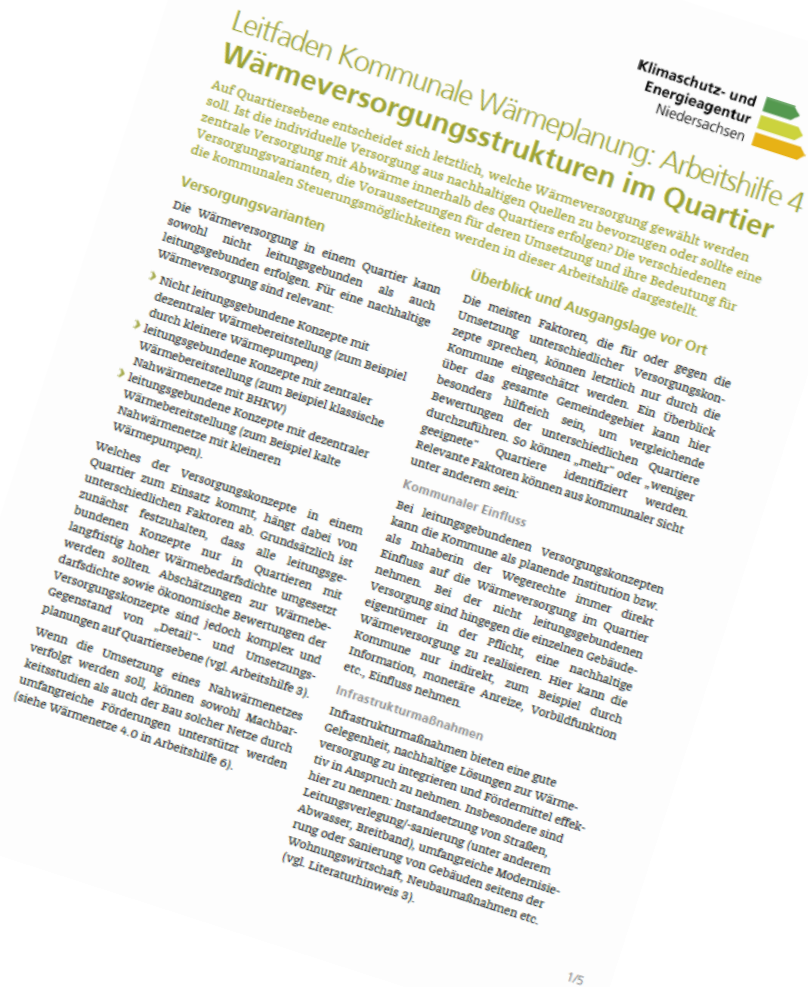 Klimaschutz- und
Energieagentur
Niedersachsen
Leitfaden Kommunale Wärmeplanung: Arbeitshilfe 4
Wärmeversorgungsstrukturen im Quartier
Auf Quartiersebene entscheidet sich letztlich, welche Wärmeversorgung gewählt werden
soll. Ist die individuelle Versorgung aus nachhaltigen Quellen zu bevorzugen oder sollte eine
zentrale Versorgung mit Abwärme innerhalb des Quartiers erfolgen? Die verschiedenen
Versorgungsvarianten, die Voraussetzungen für deren Umsetzung und ihre Bedeutung für
die kommunalen Steuerungsmöglichkeiten werden in dieser Arbeitshilfe dargestellt.
Versorgungsvarianten
Die Wärmeversorgung in einem Quartier kann
sowohl nicht leitungsgebunden als auch
leitungsgebunden erfolgen. Für eine nachhaltige
Wärmeversorgung sind relevant:
› Nicht leitungsgebundene Konzepte mit
dezentraler Wärmebereitstellung (zum Beispiel
durch kleinere Wärmepumpen)
› leitungsgebundene Konzepte mit zentraler
Wärmebereitstellung (zum Beispiel klassische
Nahwärmenetze mit BHKW)
› leitungsgebundene Konzepte mit dezentraler
Wärmebereitstellung (zum Beispiel kalte
Nahwärmenetze mit kleineren
Wärmepumpen).
Welches der Versorgungskonzepte in einem
Quartier zum Einsatz kommt, hängt dabei von
unterschiedlichen Faktoren ab. Grundsätzlich ist
zunächst festzuhalten, dass alle leitungsge-
bundenen Konzepte nur in Quartieren mit
langfristig hoher Wärmebedarfsdichte umgesetzt
werden sollten. Abschätzungen zur Wärmebe-
darfsdichte sowie ökonomische Bewertungen der
Versorgungskonzepte sind jedoch komplex und
Gegenstand von „Detail“- und Umsetzungs-
planungen auf Quartiersebene (vgl. Arbeitshilfe 3).
Wenn die Umsetzung eines Nahwärmenetzes
verfolgt werden soll, können sowohl Machbar-
keitsstudien als auch der Bau solcher Netze durch
umfangreiche Förderungen unterstützt werden
(siehe Wärmenetze 4.0 in Arbeitshilfe 6).
Überblick und Ausgangslage vor Ort
Die meisten Faktoren, die für oder gegen die
Umsetzung unterschiedlicher Versorgungskon-
zepte sprechen, können letztlich nur durch die
Kommune eingeschätzt werden. Ein Überblick
über das gesamte Gemeindegebiet kann hier
besonders hilfreich sein, um vergleichende
Bewertungen der unterschiedlichen Quartiere
durchzuführen. So können „mehr“ oder „weniger
geeignete“ Quartiere identifiziert werden.
Relevante Faktoren können aus kommunaler Sicht
unter anderem sein:
Kommunaler Einfluss
Bei leitungsgebundenen Versorgungskonzepten
kann die Kommune als planende Institution bzw.
als Inhaberin der Wegerechte immer direkt
Einfluss auf die Wärmeversorgung im Quartier
nehmen. Bei der nicht leitungsgebundenen
Versorgung sind hingegen die einzelnen Gebäude-
eigentümer in der Pflicht, eine nachhaltige
Wärmeversorgung zu realisieren. Hier kann die
Kommune nur indirekt, zum Beispiel durch
Information, monetäre Anreize, Vorbildfunktion
etc., Einfluss nehmen.
Infrastrukturmaßnahmen
Infrastrukturmaßnahmen bieten eine gute
Gelegenheit, nachhaltige Lösungen zur Wärme-
versorgung zu integrieren und Fördermittel effek-
tiv in Anspruch zu nehmen. Insbesondere sind
hier zu nennen: Instandsetzung von Straßen,
Leitungsverlegung/-sanierung (unter anderem
Abwasser, Breitband), umfangreiche Modernisie-
rung oder Sanierung von Gebäuden seitens der
Wohnungswirtschaft, Neubaumaßnahmen etc.
(vgl. Literaturhinweis 3).
1/5